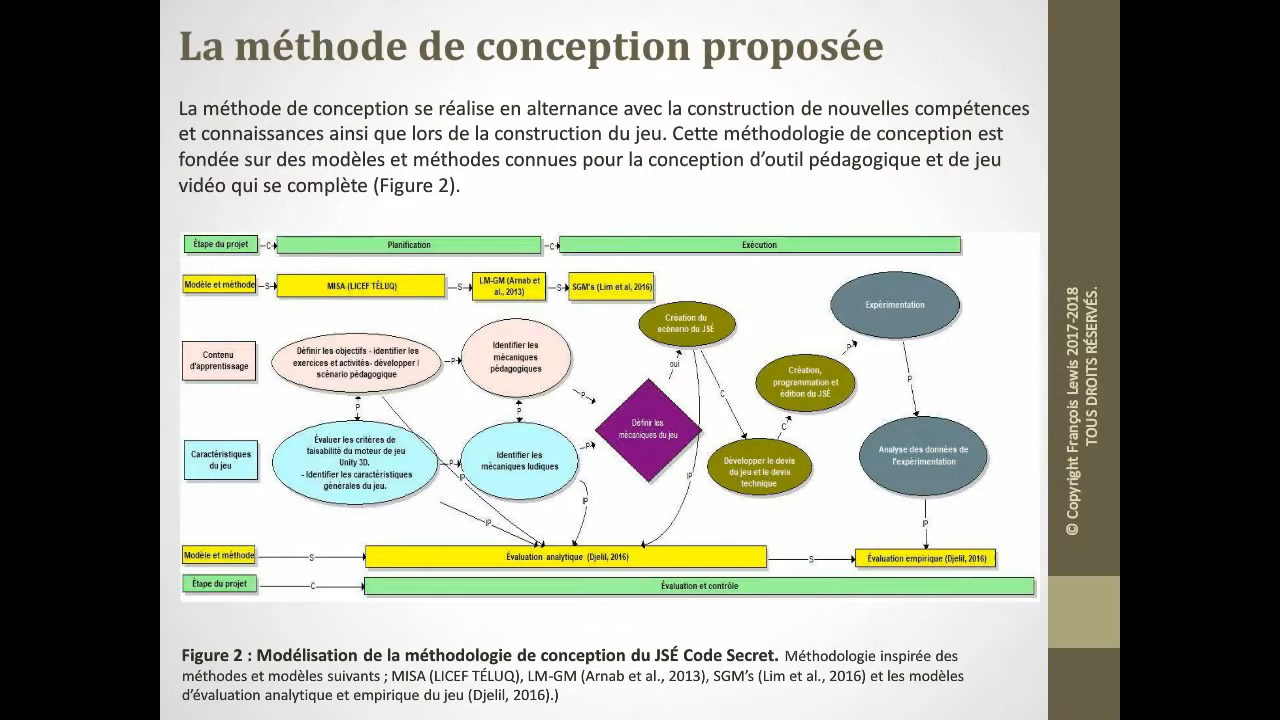 La méthode de conception proposée
La méthode de conception se réalise en alternance avec la construction de nouvelles compétences
et connaissances ainsi que lors de la construction du jeu. Cette méthodologie de conception est
fondée sur des modèles et méthodes connues pour la conception d’outil pédagogique et de jeu
vidéo qui se complète (Figure 2).
Étape du projet
C
Planification
C
Exécution
Modèle et méthode
S
MISA (LICEF TÉLUQ)
S
LM-GM (Arnab et
al., 2013)
S
SGM's (Lim et al, 2016)
Création du
scénario du JSÉ
Expérimentation
Contenu
d'apprentissage
Définir les objectifs - identifier les
exercices et activités- développer l
scénario pédagogique
P
Identifier les
mécaniques
pédagogiques
P
oui
C
Création,
programmation et
édition du JSÉ
P
P
P
P
C
Définir les
mécaniques du jeu
Caractéristiques
du jeu
Évaluer les critères de
faisabilité du moteur de jeu
Unity 3D.
- Identifier les caractéristiques
générales du jeu.
P
IP
Identifier les
mécaniques ludiques
P
Développer le devis
du jeu et le devis
technique
Analyse des données de
l'expérimentation
IP
IP
IP
IP
Modèle et méthode
S
Évaluation analytique (Djelil, 2016)
S
Évaluation empirique (Djelil, 2016)
Étape du projet
C
Évaluation et contrôle
Figure 2 : Modélisation de la méthodologie de conception du JSÉ Code Secret. Méthodologie inspirée des
méthodes et modèles suivants ; MISA (LICEF TÉLUQ), LM-GM (Arnab et al., 2013), SGM’s (Lim et al., 2016) et les modèles
d’évaluation analytique et empirique du jeu (Djelil, 2016).)
© Copyright François Lewis 2017-2018
TOUS DROITS RÉSERVÉS.